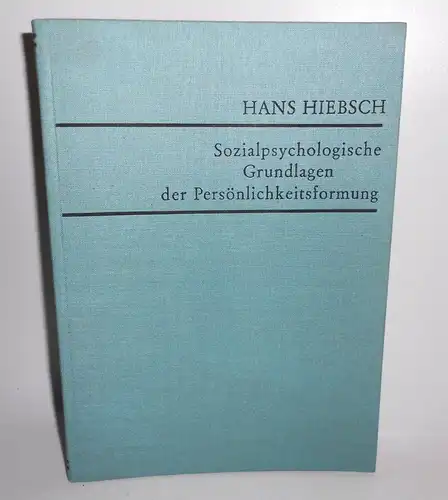 HANS HIEBSCH
Sozialpsychologische
Grundlagen
der Persönlichkeitsformung